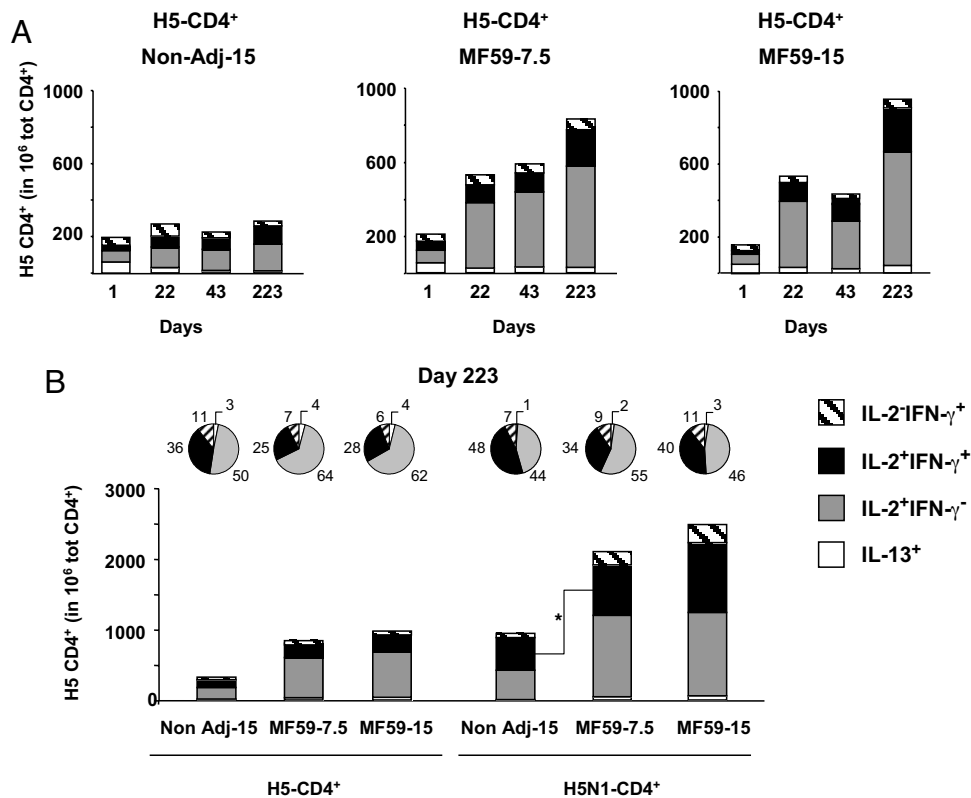 A
H5-CD4⁺
Non-Adj-15
H5-CD4⁺
MF59-7.5
H5-CD4⁺
MF59-15
H5 CD4⁺ (in 10⁶ tot CD4⁺)
1000
600
200
1 22 43 223
Days
1000
600
200
1 22 43 223
Days
1000
600
200
1 22 43 223
Days
B
Day 223
11 3 36 50
7 4 25 64
6 4 28 62
7 1 48 44
9 2 34 55
11 3 40 46
IL-2⁻IFN-γ⁺
IL-2⁺IFN-γ⁺
IL-2⁺IFN-γ⁻
IL-13⁺
H5 CD4⁺ (in 10⁶ tot CD4⁺)
3000
2000
1000
0
*
Non Adj-15 MF59-7.5 MF59-15 Non Adj-15 MF59-7.5 MF59-15
H5-CD4⁺ H5N1-CD4⁺